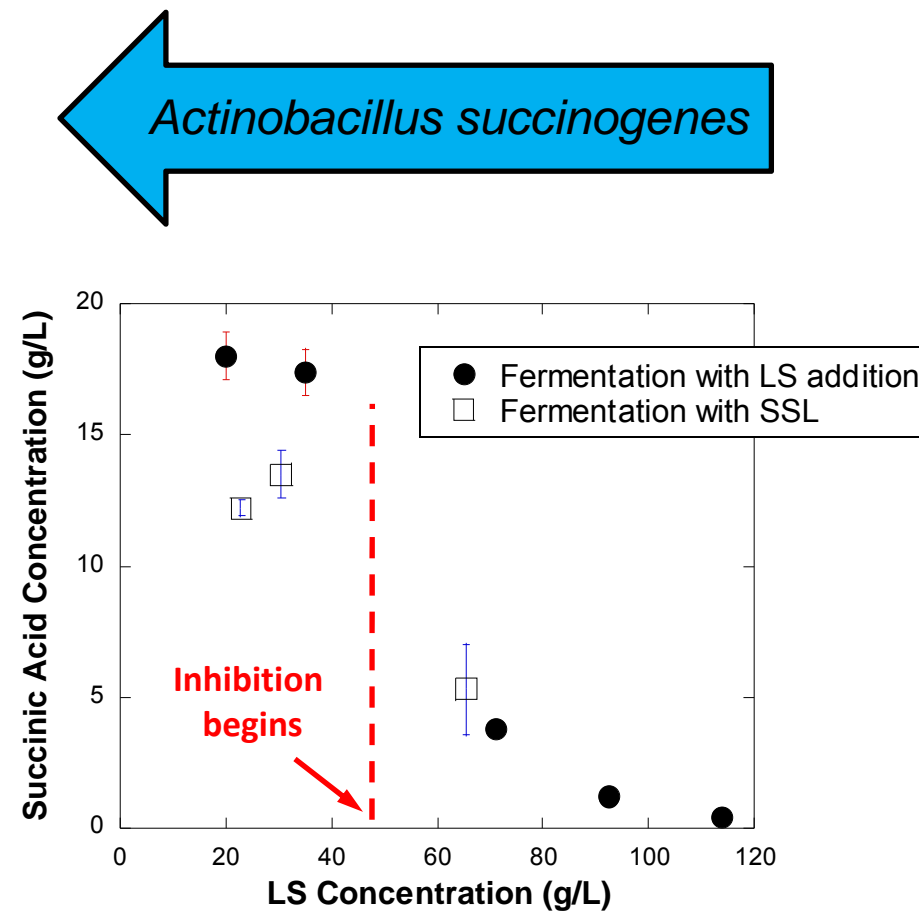 Actinobacillus succinogenes
20
Fermentation with LS addition
Fermentation with SSL
15
10
Inhibition
begins
5
0
0 20 40 60 80 100 120
Succinic Acid Concentration (g/L)
LS Concentration (g/L)